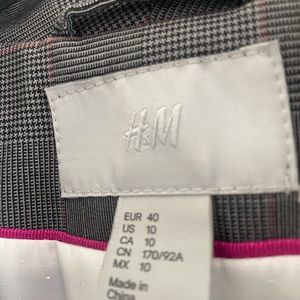 H&M
EUR 40
US 10
CA 10
CN 170/92A
MX 10
Made in
China